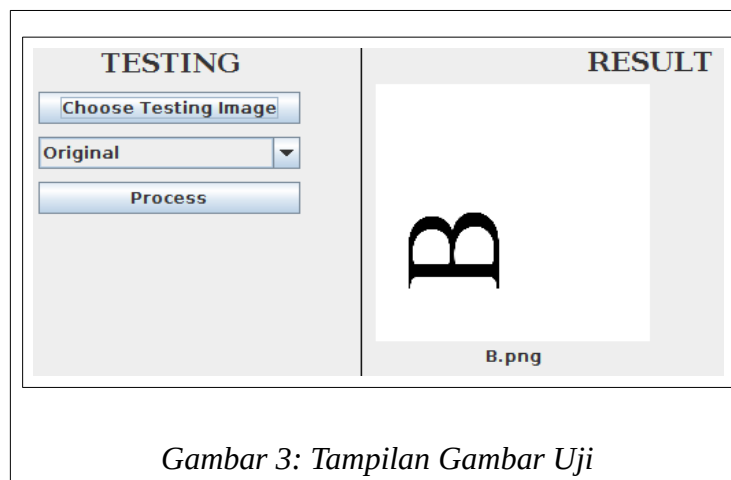 TESTING
Choose Testing Image
Original
Process
RESULT
B
B.png
Gambar 3: Tampilan Gambar Uji